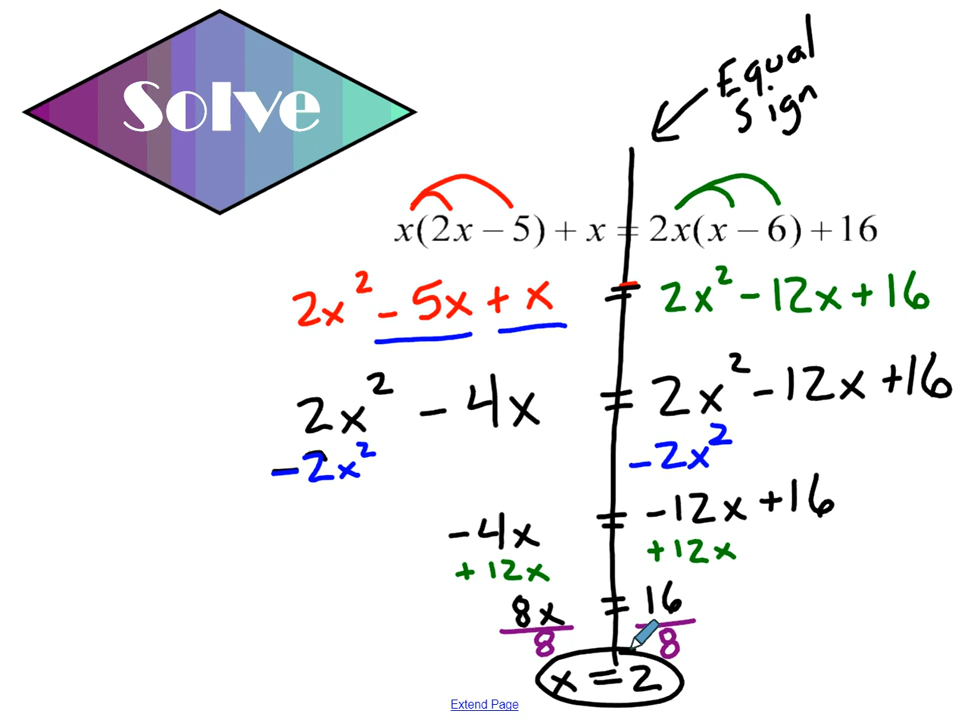 Solve
Equal
Sign
x(2x − 5) + x = 2x(x − 6) + 16
2x² - 5x + x = 2x² - 12x + 16
2x² - 4x = 2x² - 12x + 16
-2x² -2x²
-4x = -12x + 16
+12x +12x
8x = 16
8 8
x = 2
Extend Page